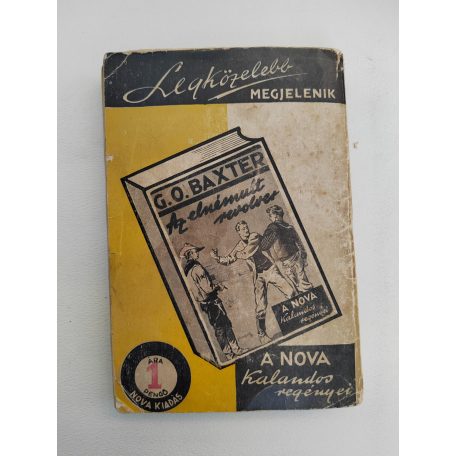 Legközelebb
MEGJELENIK
G.O. BAXTER
Az elnémult
revolver
A NOVA
Kalandos
regényei
ÁRA
1
PENGŐ
NOVA KIADÁS
A NOVA
Kalandos
regényei